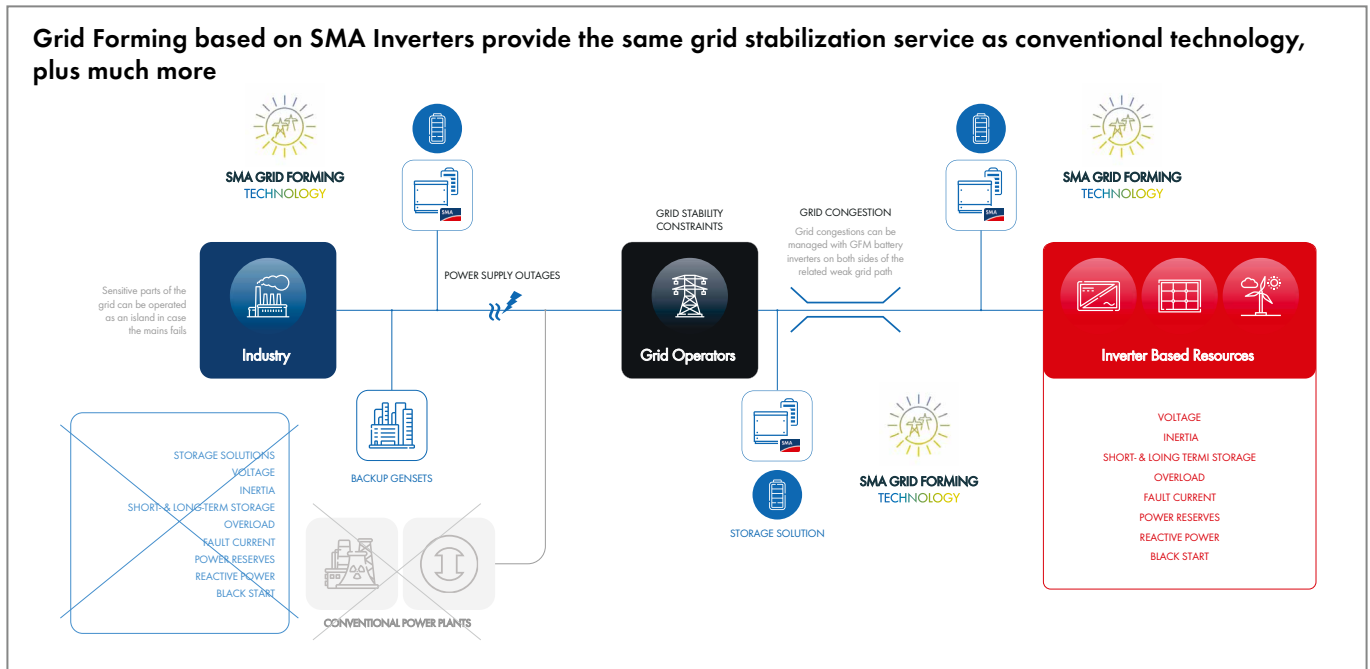 Grid Forming based on SMA Inverters provide the same grid stabilization service as conventional technology,
plus much more
SMA GRID FORMING
TECHNOLOGY
SMA
SMA
SMA GRID FORMING
TECHNOLOGY
GRID STABILITY
CONSTRAINTS
GRID CONGESTION
Grid congestions can be
managed with GFM battery
inverters on both sides of the
related weak grid path
POWER SUPPLY OUTAGES
Sensitive parts of the
grid can be operated
as an island in case
the mains fails
Industry
Grid Operators
Inverter Based Resources
STORAGE SOLUTIONS
VOLTAGE
INERTIA
SHORT- & LONG-TERM STORAGE
OVERLOAD
FAULT CURRENT
POWER RESERVES
REACTIVE POWER
BLACK START
BACKUP GENSETS
CONVENTIONAL POWER PLANTS
SMA
STORAGE SOLUTION
SMA GRID FORMING
TECHNOLOGY
VOLTAGE
INERTIA
SHORT- & LOING TERMI STORAGE
OVERLOAD
FAULT CURRENT
POWER RESERVES
REACTIVE POWER
BLACK START